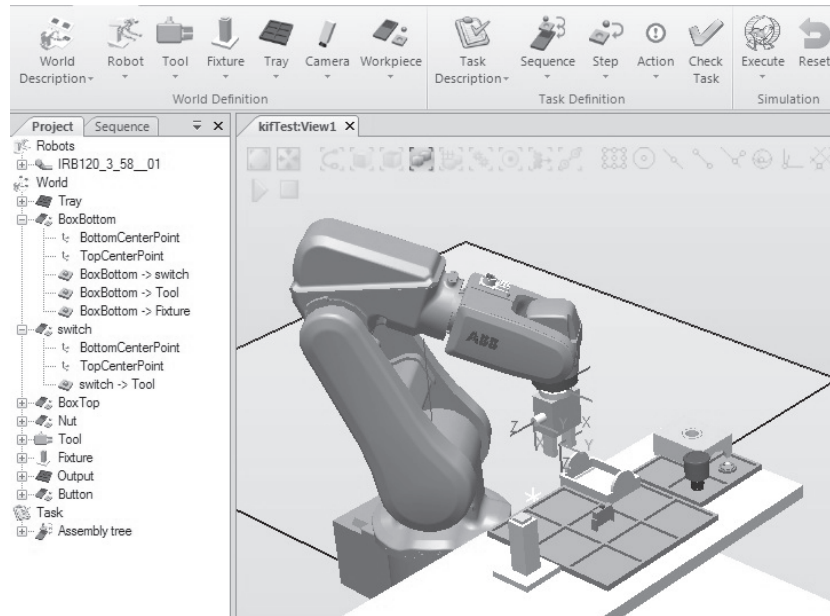 World Description
Robot
Tool
Fixture
Tray
Camera
Workpiece
Task Description
Sequence
Step
Action
Check Task
Execute
Reset
World Definition
Task Definition
Simulation
Project
Sequence
kifTest:View1
Robots
IRB120_3_58__01
World
Tray
BoxBottom
BottomCenterPoint
TopCenterPoint
BoxBottom -> switch
BoxBottom -> Tool
BoxBottom -> Fixture
switch
BottomCenterPoint
TopCenterPoint
switch -> Tool
BoxTop
Nut
Tool
Fixture
Output
Button
Task
Assembly tree
ABB
Z
Y
X
X
Y
Z